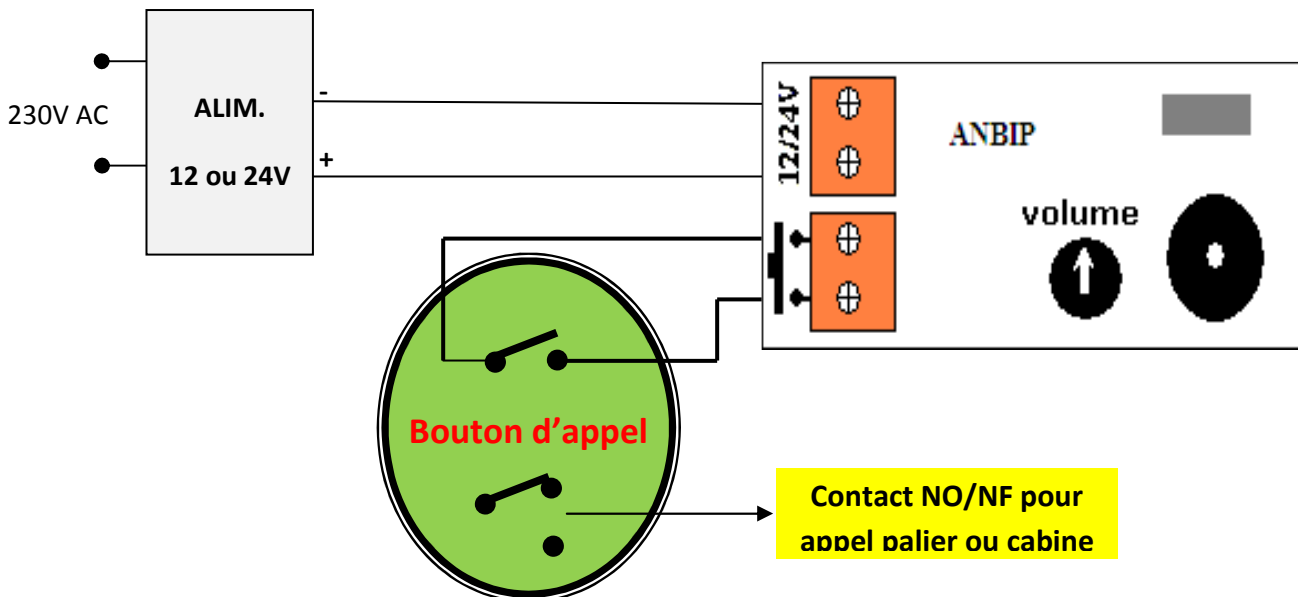 230V AC
ALIM.
12 ou 24V
-
+
12/24V
ANBIP
volume
Bouton d’appel
Contact NO/NF pour
appel palier ou cabine